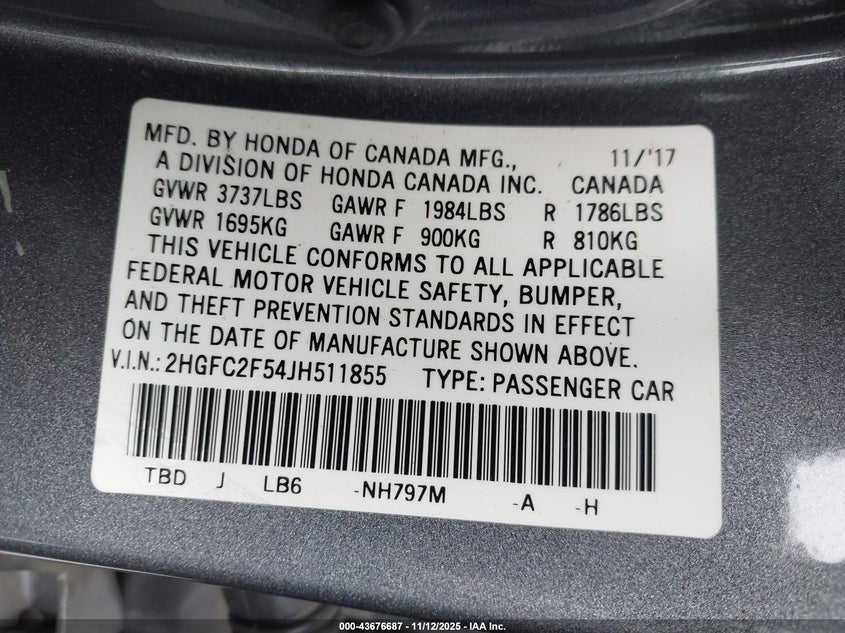 MFD. BY HONDA OF CANADA MFG., 11/'17
A DIVISION OF HONDA CANADA INC. CANADA
GVWR 3737LBS GAWR F 1984LBS R 1786LBS
GVWR 1695KG GAWR F 900KG R 810KG
THIS VEHICLE CONFORMS TO ALL APPLICABLE
FEDERAL MOTOR VEHICLE SAFETY, BUMPER,
AND THEFT PREVENTION STANDARDS IN EFFECT
ON THE DATE OF MANUFACTURE SHOWN ABOVE.
V.I.N.: 2HGFC2F54JH511855 TYPE: PASSENGER CAR
TBD J LB6 -NH797M -A -H
000-43676687 - 11/12/2025 - IAA Inc.